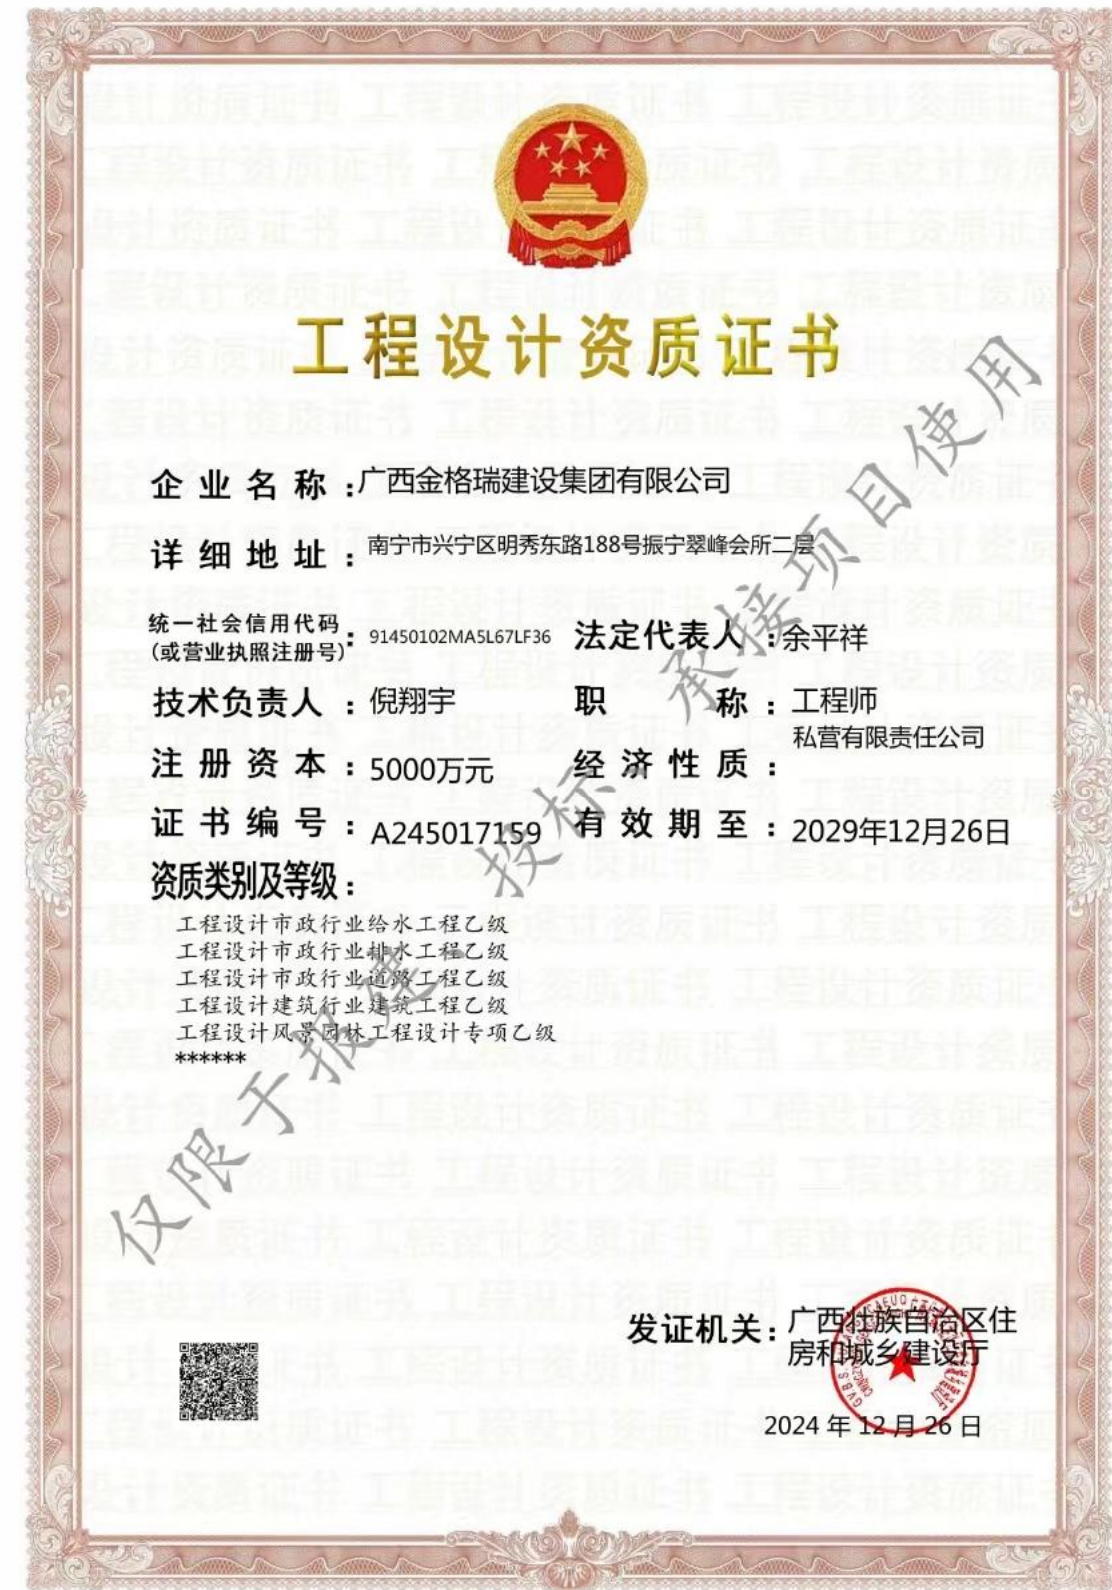 工程设计资质证书
企业名称：广西金格瑞建设集团有限公司
详细地址：南宁市兴宁区明秀东路188号振宁翠峰会所二层
统一社会信用代码
(或营业执照注册号)：91450102MA5L67LF36 法定代表人：余平祥
技术负责人：倪翔宇 职称：工程师
注册资本：5000万元 经济性质：私营有限责任公司
证书编号：A245017159 有效期至：2029年12月26日
资质类别及等级：
工程设计市政行业给水工程乙级
工程设计市政行业排水工程乙级
工程设计市政行业道路工程乙级
工程设计建筑行业建筑工程乙级
工程设计风景园林工程设计专项乙级
******
仅限于报建、投标、承接项目使用
发证机关：广西壮族自治区住
房和城乡建设厅
2024年12月26日